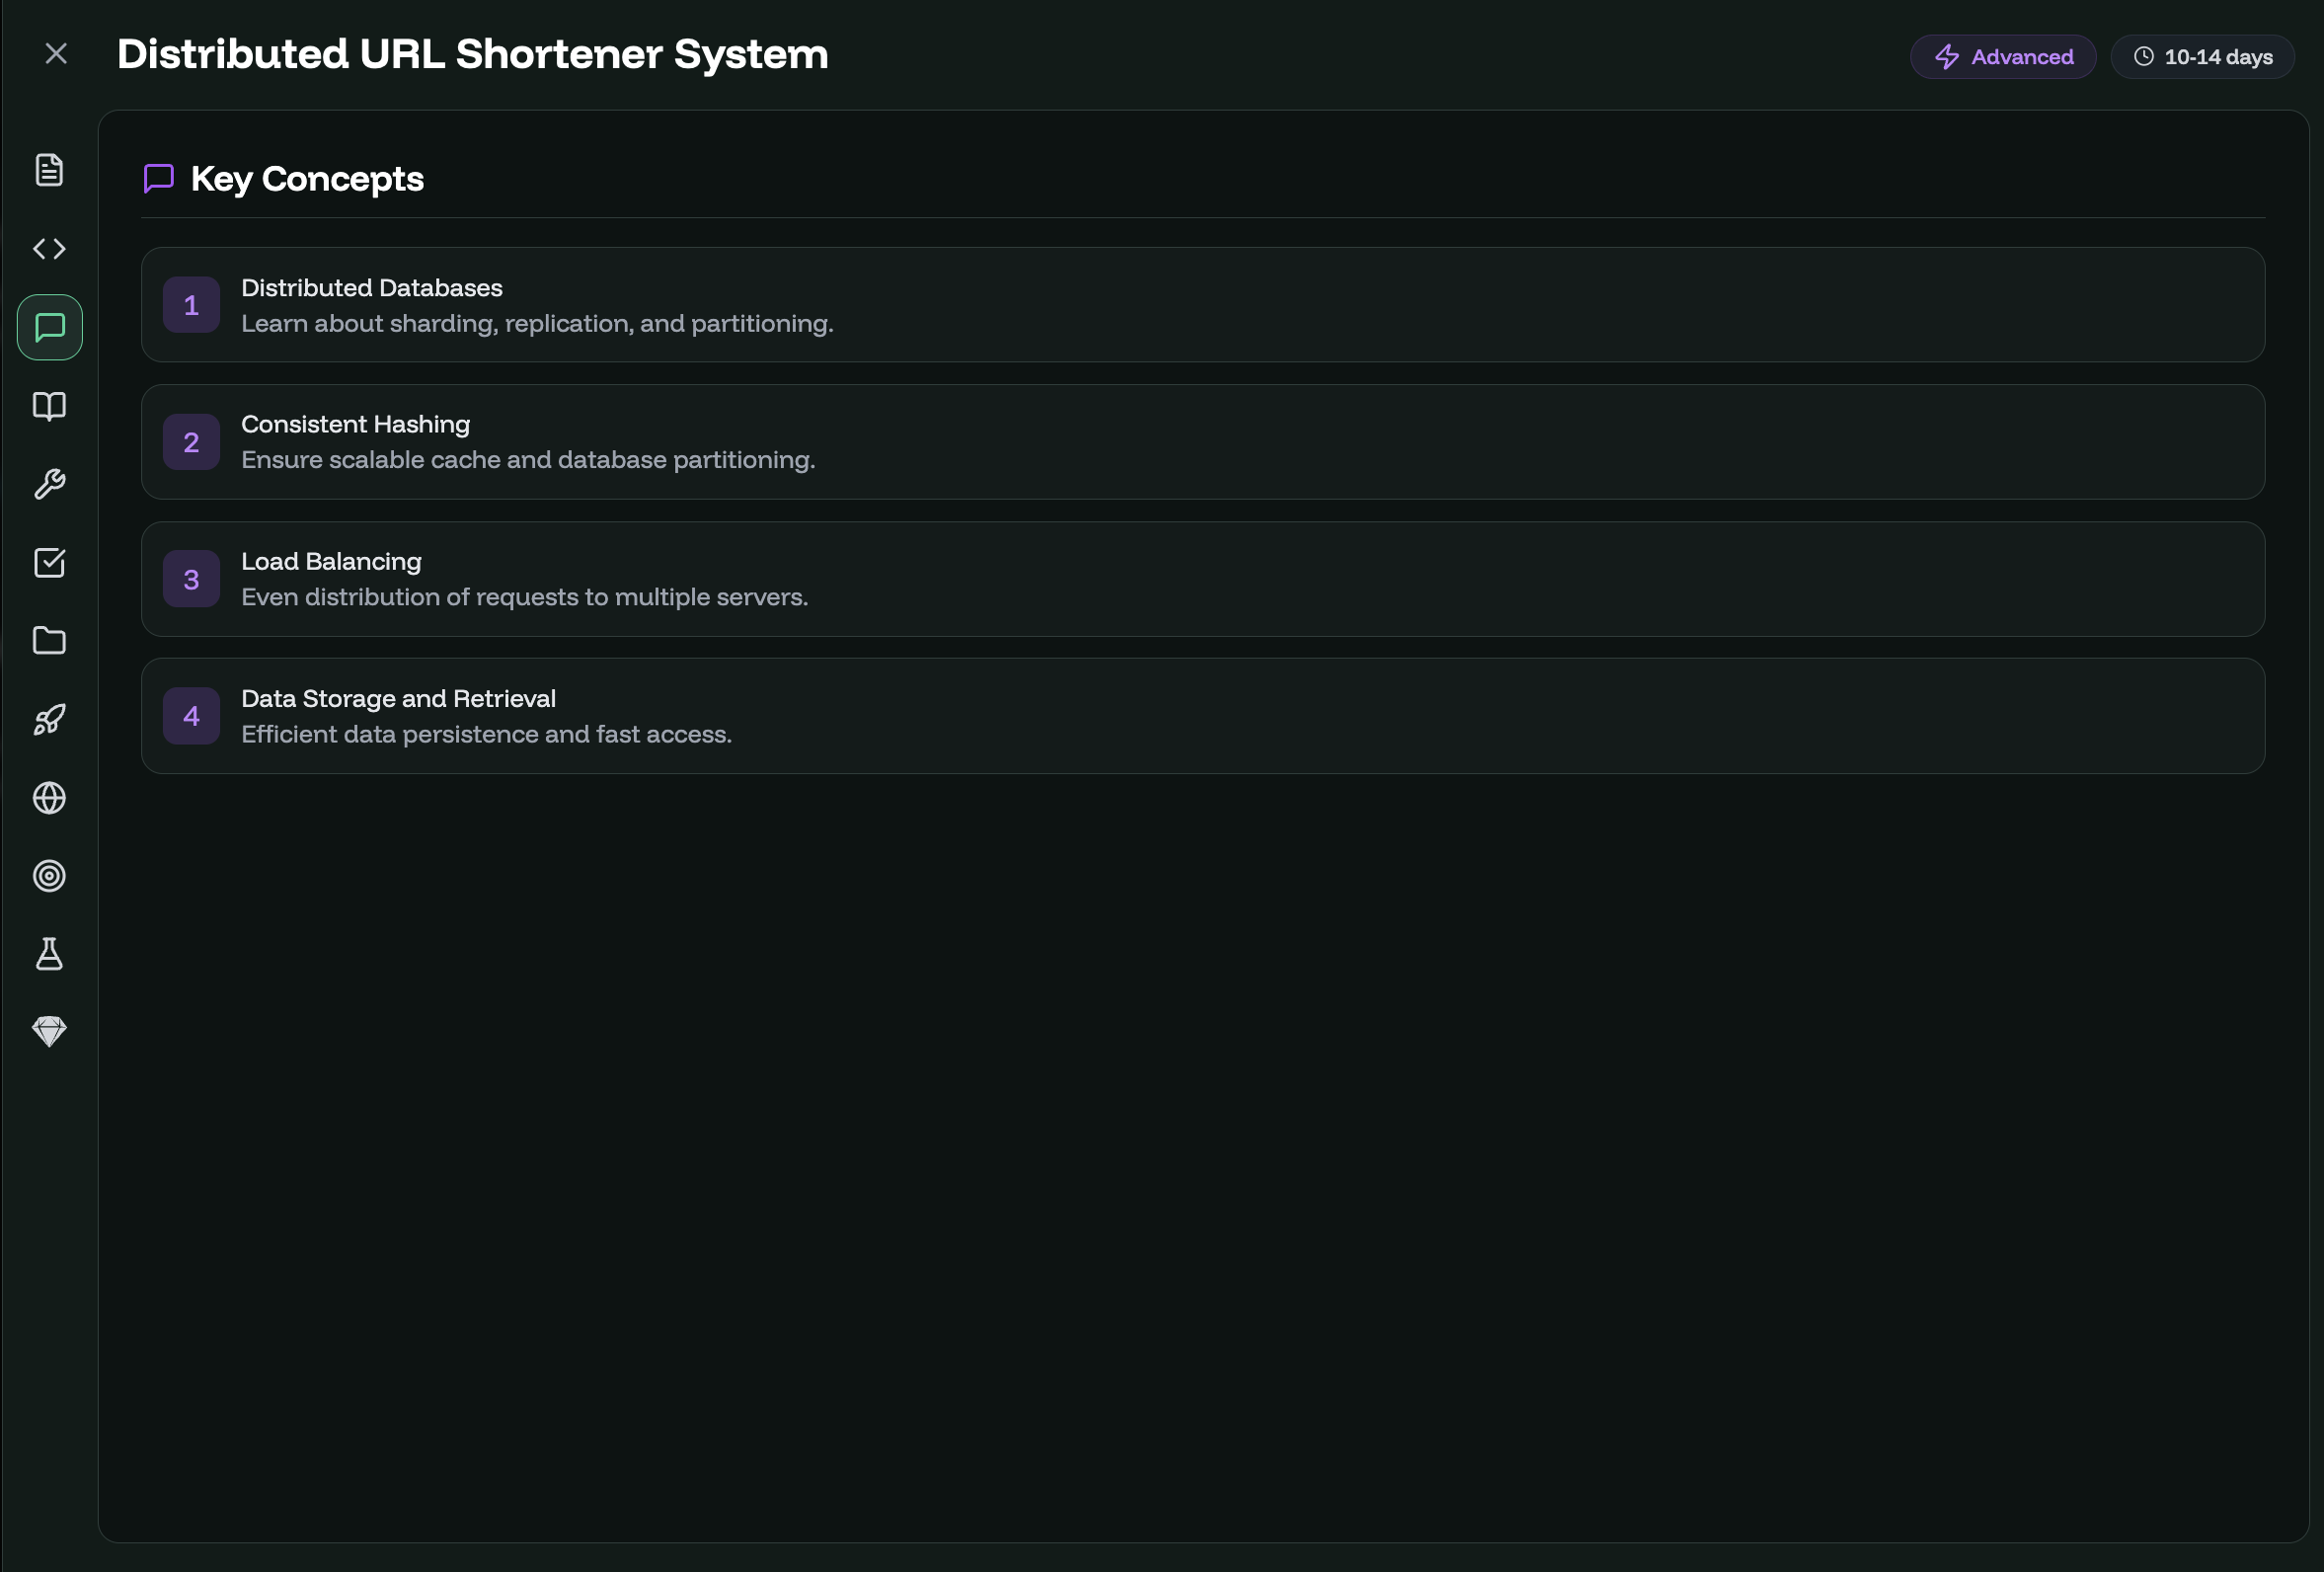 Distributed URL Shortener System
Advanced
10-14 days
Key Concepts
1
Distributed Databases
Learn about sharding, replication, and partitioning.
2
Consistent Hashing
Ensure scalable cache and database partitioning.
3
Load Balancing
Even distribution of requests to multiple servers.
4
Data Storage and Retrieval
Efficient data persistence and fast access.